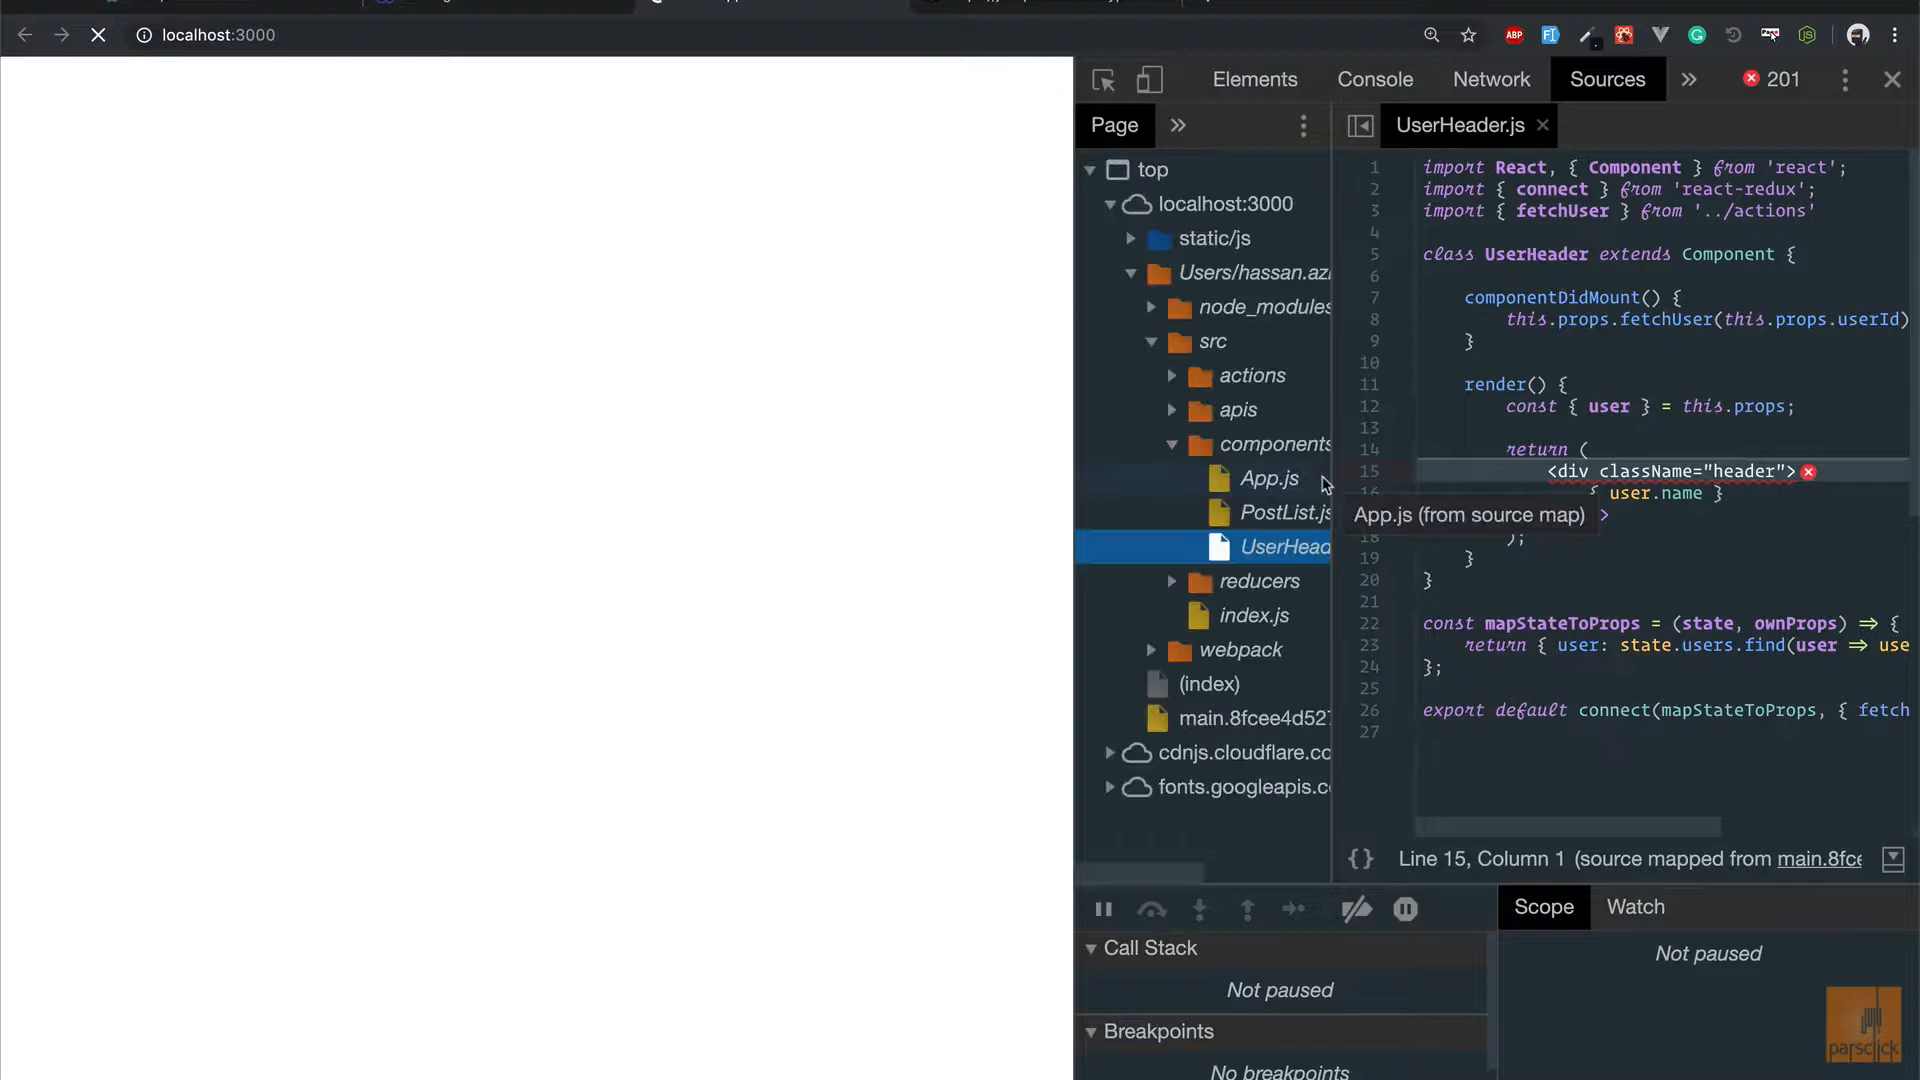 localhost:3000
ABP
Elements
Console
Network
Sources
201
Page
UserHeader.js
top
localhost:3000
static/js
Users/hassan.az
node_modules
src
actions
apis
components
App.js
PostList.js
UserHead
reducers
index.js
webpack
(index)
main.8fcee4d527
cdnjs.cloudflare.co
fonts.googleapis.c
1 import React, { Component } from 'react';
2 import { connect } from 'react-redux';
3 import { fetchUser } from '../actions'
4
5 class UserHeader extends Component {
6
7 componentDidMount() {
8 this.props.fetchUser(this.props.userId)
9 }
10
11 render() {
12 const { user } = this.props;
13
14 return (
15 <div className="header">
16 { user.name }
App.js (from source map)
>
18 );
19 }
20 }
21
22 const mapStateToProps = (state, ownProps) => {
23 return { user: state.users.find(user => use
24 };
25
26 export default connect(mapStateToProps, { fetch
27
{} Line 15, Column 1 (source mapped from main.8fce
Call Stack
Not paused
Breakpoints
No breakpoints
Scope
Watch
Not paused
parsclick